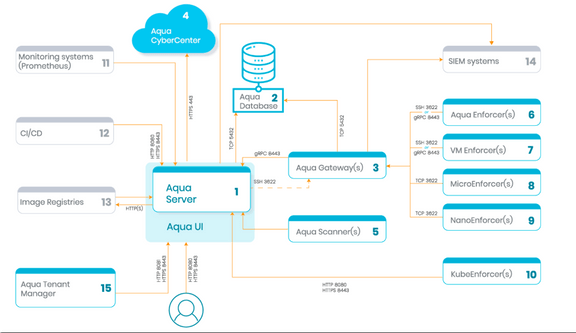 4
Aqua
CyberCenter
Monitoring systems
(Prometheus) 11
SIEM systems 14
HTTPS 443
Aqua
Database 2
CI/CD 12
HTTP 8080
HTTPS 8443
TCP 5432
TCP 5432
SSH 3622
gRPC 8443
Aqua Enforcer(s) 6
SSH 3622
gRPC 8443
VM Enforcer(s) 7
gRPC 8443
Aqua Gateway(s) 3
SSH 3622
TCP 3622
MicroEnforcer(s) 8
Aqua
Server 1
Image Registries 13
HTTP(S)
TCP 3622
NanoEnforcer(s) 9
Aqua UI
Aqua Scanner(s) 5
Aqua Tenant
Manager 15
HTTPS 8443
HTTP 8080
HTTPS 8443
HTTP 8080
HTTPS 8443
KubeEnforcer(s) 10